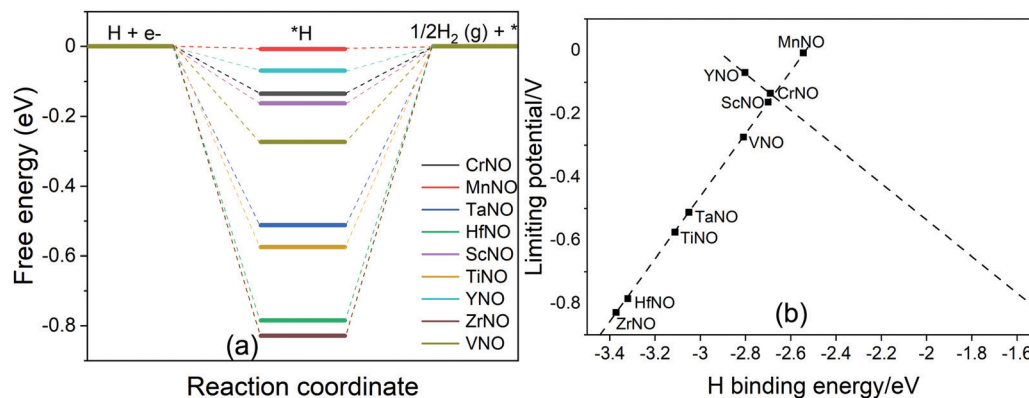 H + e-
*H
1/2H₂ (g) + *
0
-0.2
-0.4
-0.6
-0.8
Free energy (eV)
CrNO
MnNO
TaNO
HfNO
ScNO
TiNO
YNO
ZrNO
VNO
(a)
Reaction coordinate
0
-0.2
-0.4
-0.6
-0.8
Limiting potential/V
MnNO
YNO
CrNO
ScNO
VNO
TaNO
TiNO
HfNO
ZrNO
(b)
-3.4 -3.2 -3 -2.8 -2.6 -2.4 -2.2 -2 -1.8 -1.6
H binding energy/eV